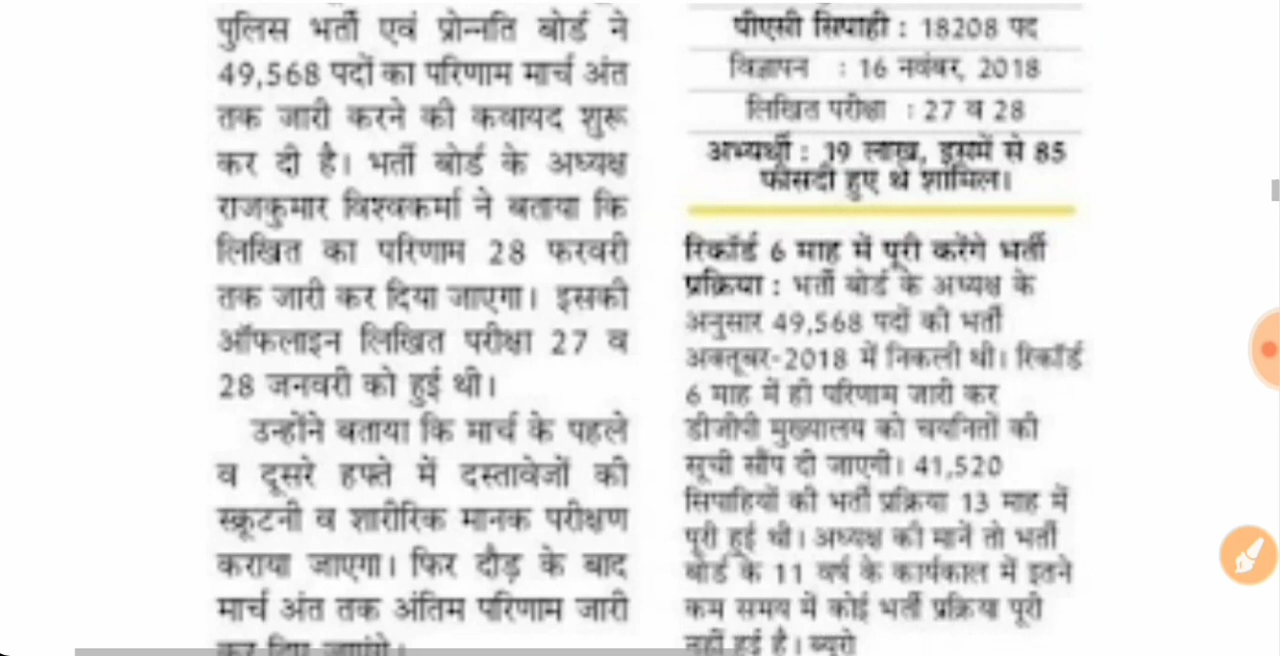 पुलिस भर्ती एवं प्रोन्नति बोर्ड ने
49,568 पदों का परिणाम मार्च अंत
तक जारी करने की कवायद शुरू
कर दी है। भर्ती बोर्ड के अध्यक्ष
राजकुमार विश्वकर्मा ने बताया कि
लिखित का परिणाम 28 फरवरी
तक जारी कर दिया जाएगा। इसकी
ऑफलाइन लिखित परीक्षा 27 व
28 जनवरी को हुई थी।
उन्होंने बताया कि मार्च के पहले
व दूसरे हफ्ते में दस्तावेजों की
स्क्रूटनी व शारीरिक मानक परीक्षण
कराया जाएगा। फिर दौड़ के बाद
मार्च अंत तक अंतिम परिणाम जारी
कर दिए जाएंगे।
पीएसी सिपाही : 18208 पद
विज्ञापन : 16 नवंबर, 2018
लिखित परीक्षा : 27 व 28
अभ्यर्थी : 19 लाख, इसमें से 85
फीसदी हुए थे शामिल।
रिकॉर्ड 6 माह में पूरी करेंगे भर्ती
प्रक्रिया : भर्ती बोर्ड के अध्यक्ष के
अनुसार 49,568 पदों की भर्ती
अक्तूबर-2018 में निकली थी। रिकॉर्ड
6 माह में ही परिणाम जारी कर
डीजीपी मुख्यालय को चयनितों की
सूची सौंप दी जाएगी। 41,520
सिपाहियों की भर्ती प्रक्रिया 13 माह में
पूरी हुई थी। अध्यक्ष की मानें तो भर्ती
बोर्ड के 11 वर्ष के कार्यकाल में इतने
कम समय में कोई भर्ती प्रक्रिया पूरी
नहीं हुई है। ब्यूरो